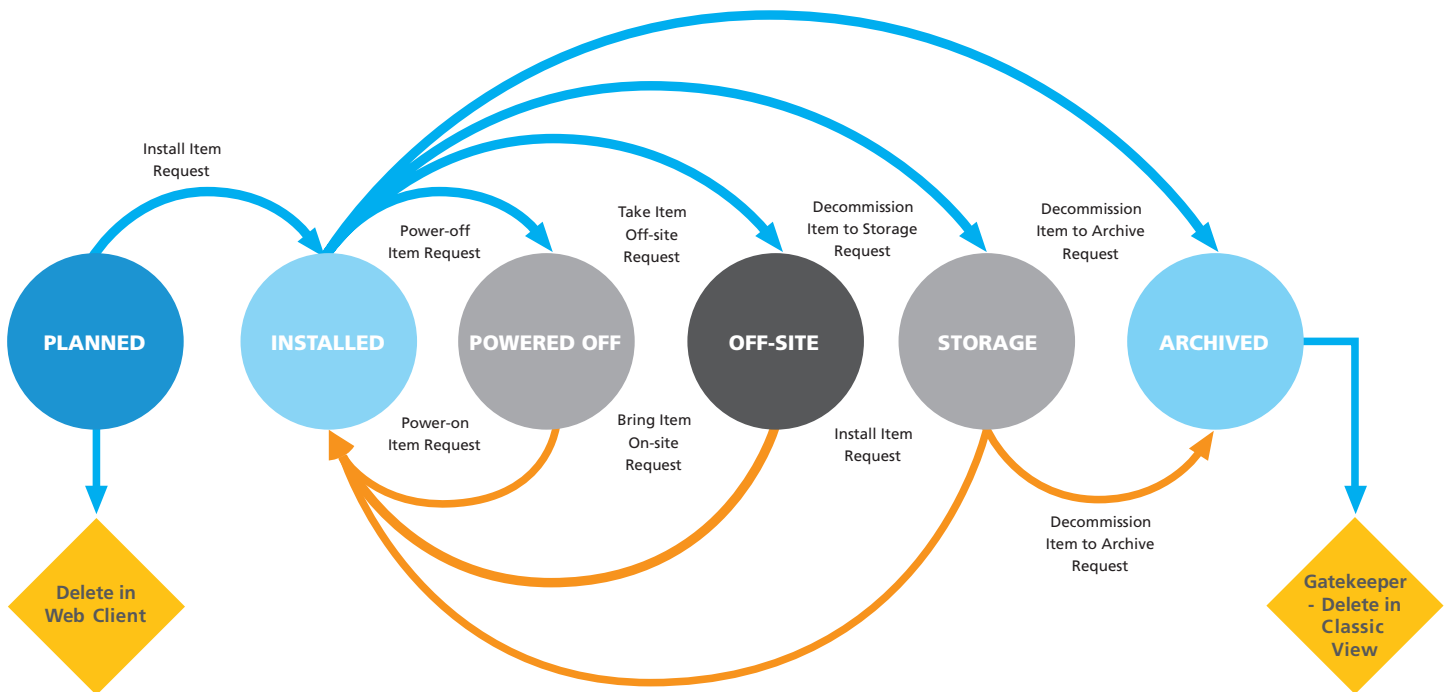 Install Item
Request
Power-off
Item Request
Take Item
Off-site
Request
Decommission
Item to Storage
Request
Decommission
Item to Archive
Request
PLANNED
INSTALLED
POWERED OFF
OFF-SITE
STORAGE
ARCHIVED
Power-on
Item Request
Bring Item
On-site
Request
Install Item
Request
Decommission
Item to Archive
Request
Delete in
Web Client
Gatekeeper
- Delete in
Classic
View